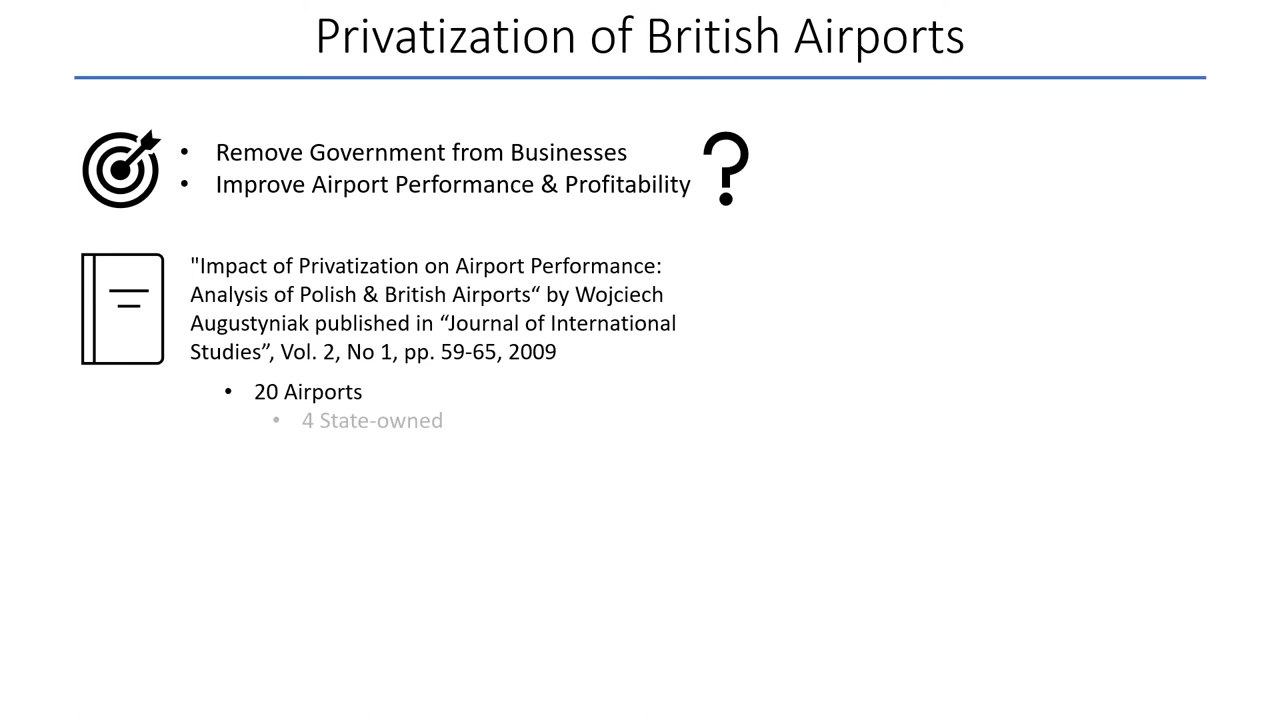 Privatization of British Airports
• Remove Government from Businesses
• Improve Airport Performance & Profitability
?
"Impact of Privatization on Airport Performance:
Analysis of Polish & British Airports“ by Wojciech
Augustyniak published in “Journal of International
Studies”, Vol. 2, No 1, pp. 59-65, 2009
• 20 Airports
• 4 State-owned